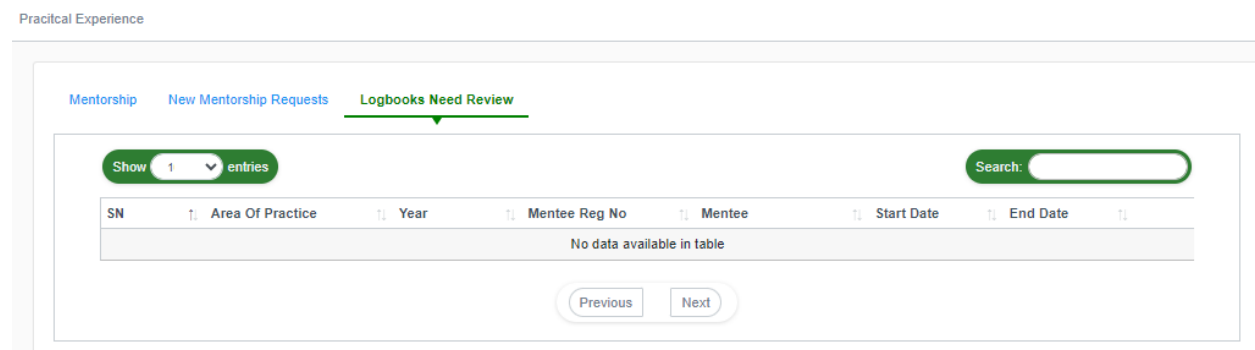 Pracitcal Experience
Mentorship New Mentorship Requests Logbooks Need Review
Show 1 entries Search:
SN Area Of Practice Year Mentee Reg No Mentee Start Date End Date
No data available in table
Previous Next